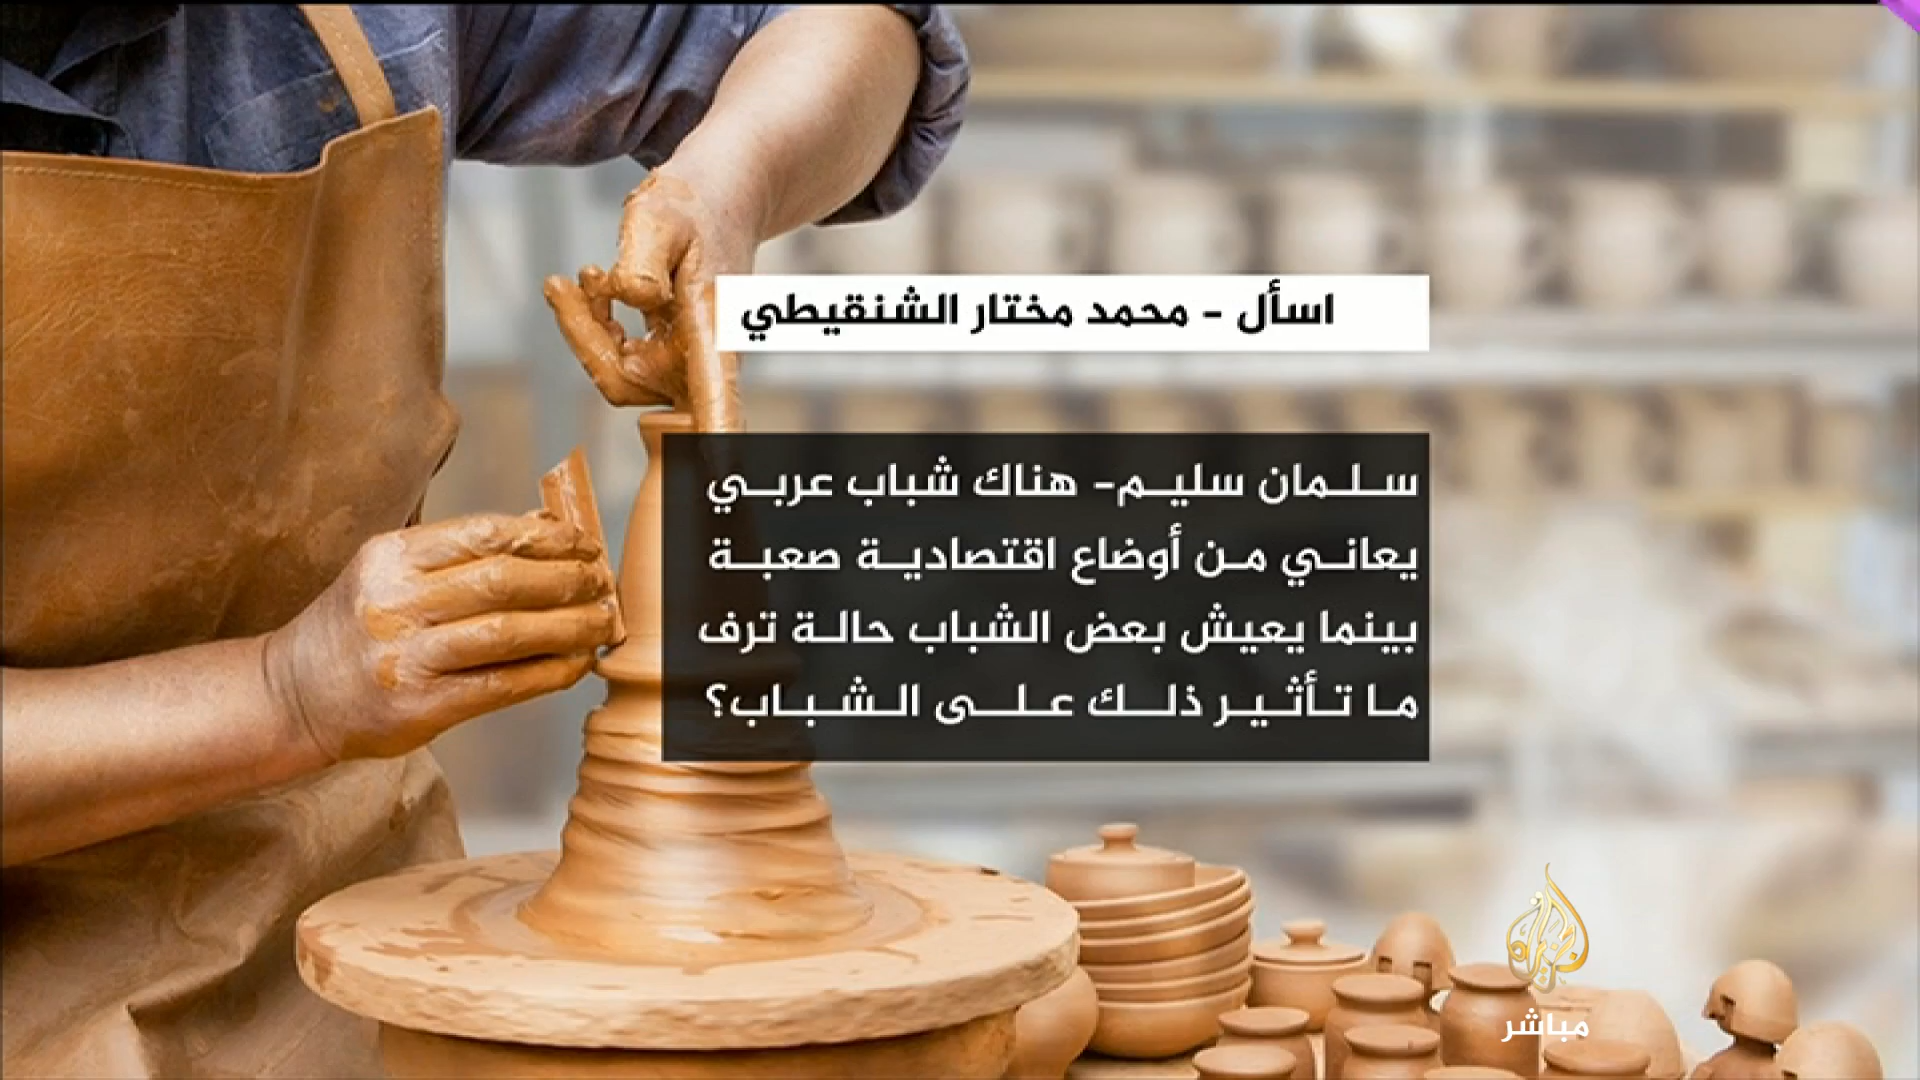 اسأل - محمد مختار الشنقيطي
سلمان سليم- هناك شباب عربي
يعاني من أوضاع اقتصادية صعبة
بينما يعيش بعض الشباب حالة ترف
ما تأثير ذلك على الشباب؟
الجزيرة
مباشر